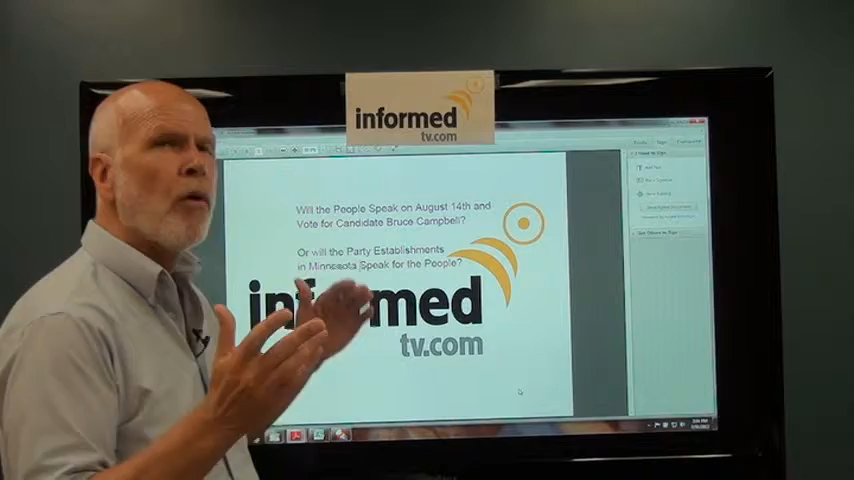 informed
tv.com
Will the People Speak on August 14th and
Vote for Candidate Bruce Campbell?
Or will the Party Establishments
in Minnesota Speak for the People?
informed
tv.com